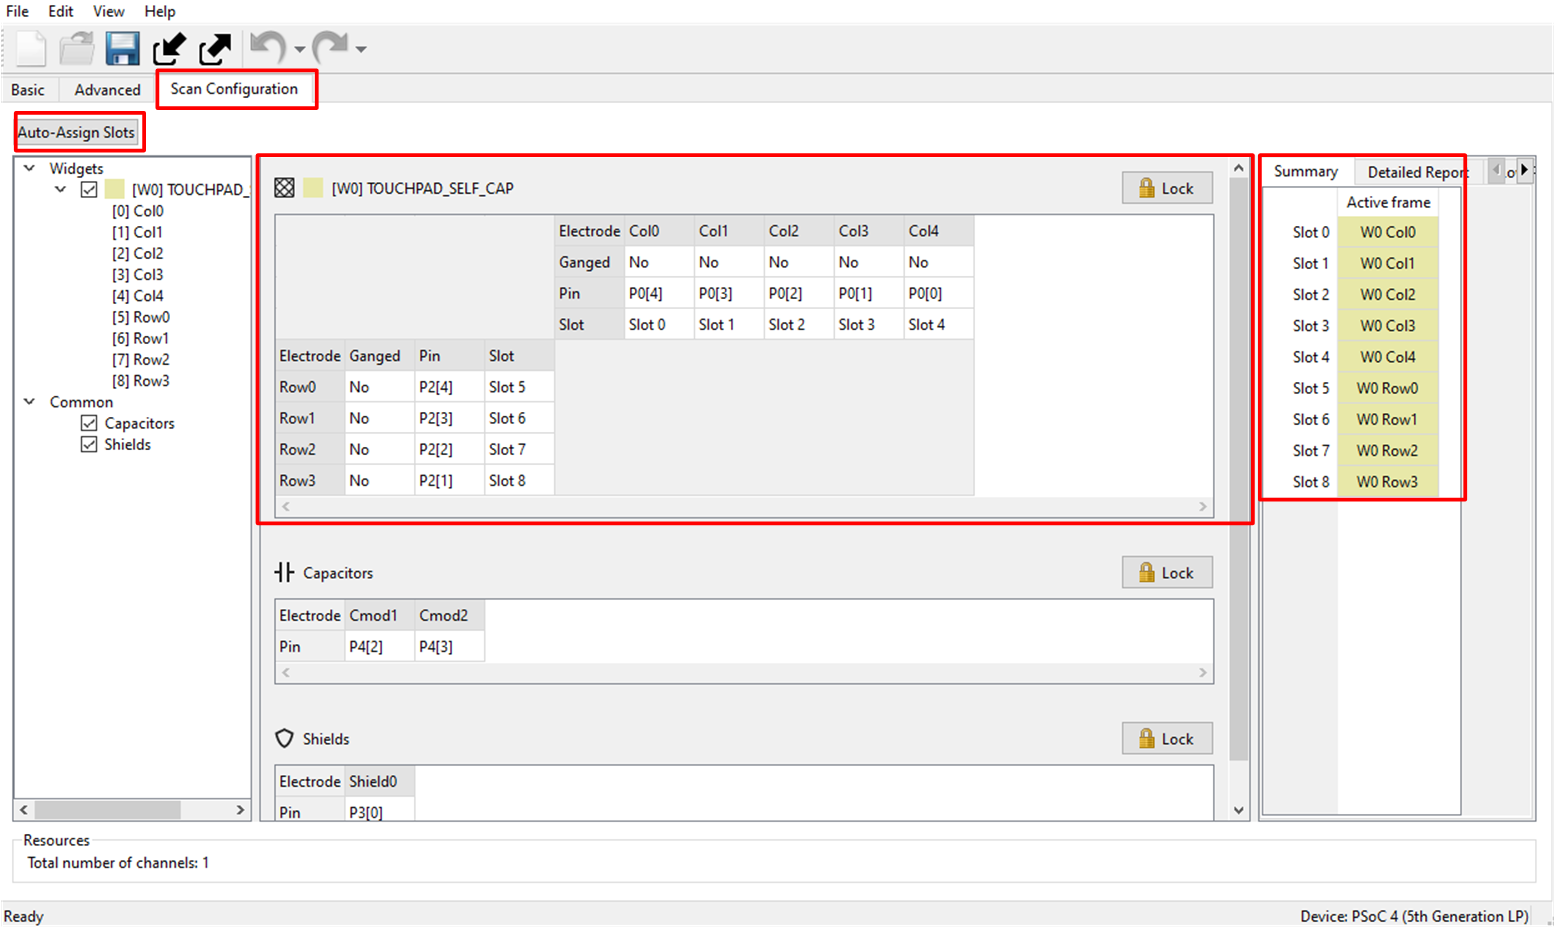 File Edit View Help
Basic Advanced Scan Configuration
Auto-Assign Slots
Widgets
[W0] TOUCHPAD_
[0] Col0
[1] Col1
[2] Col2
[3] Col3
[4] Col4
[5] Row0
[6] Row1
[7] Row2
[8] Row3
Common
Capacitors
Shields
[W0] TOUCHPAD_SELF_CAP Lock
Electrode Col0 Col1 Col2 Col3 Col4
Ganged No No No No No
Pin P0[4] P0[3] P0[2] P0[1] P0[0]
Slot Slot 0 Slot 1 Slot 2 Slot 3 Slot 4
Electrode Ganged Pin Slot
Row0 No P2[4] Slot 5
Row1 No P2[3] Slot 6
Row2 No P2[2] Slot 7
Row3 No P2[1] Slot 8
Capacitors Lock
Electrode Cmod1 Cmod2
Pin P4[2] P4[3]
Shields Lock
Electrode Shield0
Pin P3[0]
Summary Detailed Report
Active frame
Slot 0 W0 Col0
Slot 1 W0 Col1
Slot 2 W0 Col2
Slot 3 W0 Col3
Slot 4 W0 Col4
Slot 5 W0 Row0
Slot 6 W0 Row1
Slot 7 W0 Row2
Slot 8 W0 Row3
Resources
Total number of channels: 1
Ready Device: PSoC 4 (5th Generation LP)